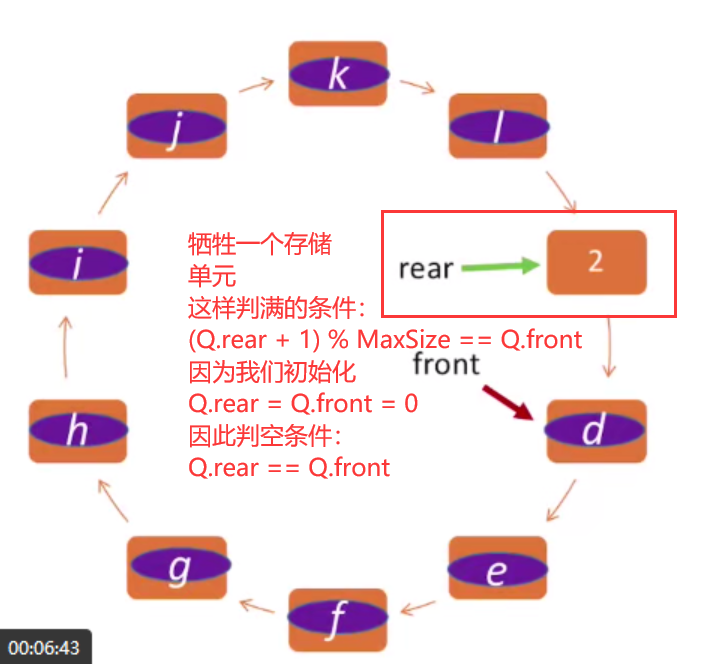 k
j
l
i
牺牲一个存储
单元
rear
2
这样判满的条件：
(Q.rear + 1) % MaxSize == Q.front
因为我们初始化
front
Q.rear = Q.front = 0
h
d
因此判空条件：
Q.rear == Q.front
g
e
f
00:06:43